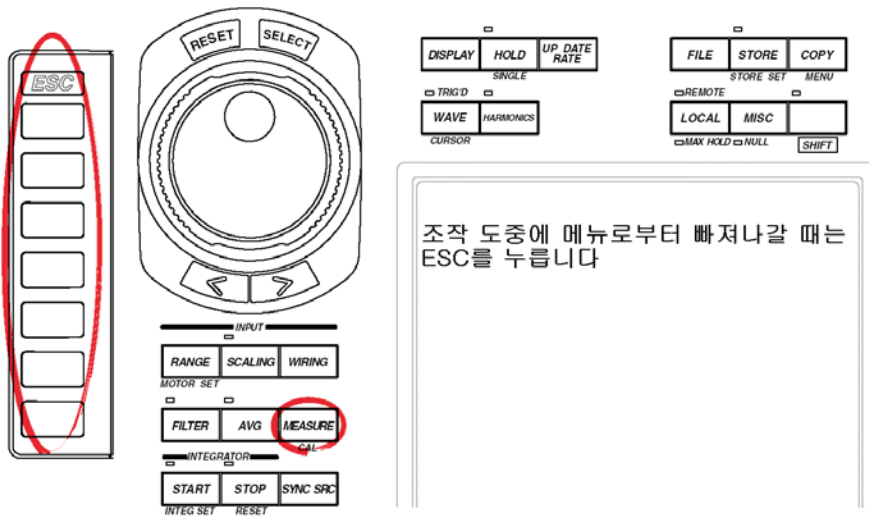 ESC
RESET
SELECT
INPUT
RANGE SCALING WIRING
MOTOR SET
FILTER AVG MEASURE
CAL
INTEGRATOR
START STOP SYNC SRC
INTEG SET RESET
DISPLAY HOLD UP DATE RATE
SINGLE
TRIG'D
WAVE HARMONICS
CURSOR
FILE STORE COPY
STORE SET MENU
REMOTE
LOCAL MISC
MAX HOLD NULL SHIFT
조작 도중에 메뉴로부터 빠져나갈 때는
ESC를 누릅니다